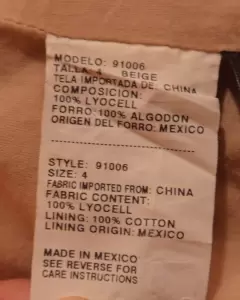 MODELO: 91006
TALLA: 4 BEIGE
TELA IMPORTADA DE: CHINA
COMPOSICION:
100% LYOCELL
FORRO: 100% ALGODON
ORIGEN DEL FORRO: MEXICO
STYLE: 91006
SIZE: 4
FABRIC IMPORTED FROM: CHINA
FABRIC CONTENT:
100% LYOCELL
LINING: 100% COTTON
LINING ORIGIN: MEXICO
MADE IN MEXICO
SEE REVERSE FOR
CARE INSTRUCTIONS